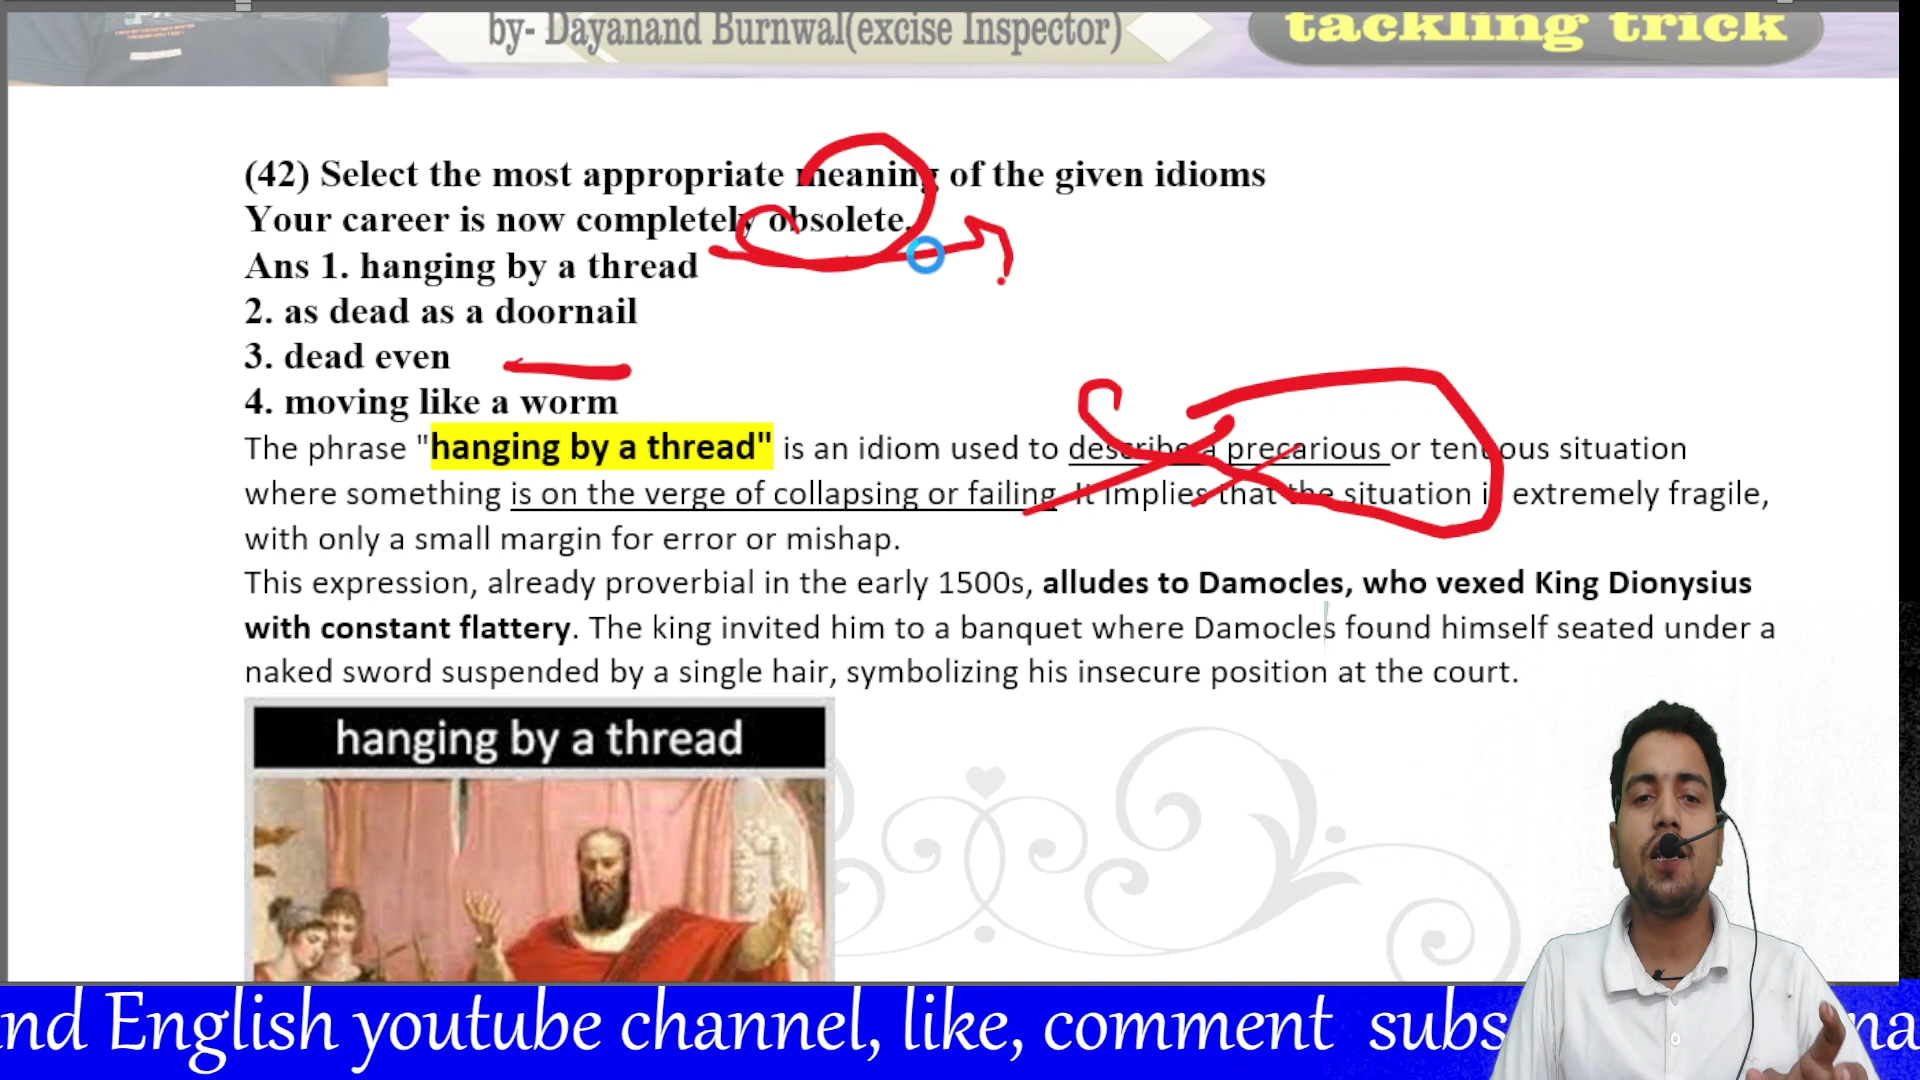 by- Dayanand Burnwal(excise Inspector)
tackling trick
(42) Select the most appropriate meaning of the given idioms
Your career is now completely obsolete.
Ans 1. hanging by a thread
2. as dead as a doornail
3. dead even
4. moving like a worm
The phrase "hanging by a thread" is an idiom used to describe a precarious or tenuous situation
where something is on the verge of collapsing or failing. It implies that the situation is extremely fragile,
with only a small margin for error or mishap.
This expression, already proverbial in the early 1500s, alludes to Damocles, who vexed King Dionysius
with constant flattery. The king invited him to a banquet where Damocles found himself seated under a
naked sword suspended by a single hair, symbolizing his insecure position at the court.
hanging by a thread
nd English youtube channel, like, comment subs na